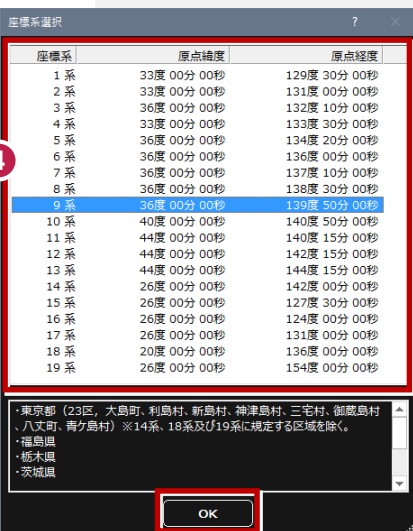 座標系選択 ?
座標系 原点緯度 原点経度
1 系 33度 00分 00秒 129度 30分 00秒
2 系 33度 00分 00秒 131度 00分 00秒
3 系 36度 00分 00秒 132度 10分 00秒
4 系 33度 00分 00秒 133度 30分 00秒
5 系 36度 00分 00秒 134度 20分 00秒
6 系 36度 00分 00秒 136度 00分 00秒
7 系 36度 00分 00秒 137度 10分 00秒
8 系 36度 00分 00秒 138度 30分 00秒
9 系 36度 00分 00秒 139度 50分 00秒
10 系 40度 00分 00秒 140度 50分 00秒
11 系 44度 00分 00秒 140度 15分 00秒
12 系 44度 00分 00秒 142度 15分 00秒
13 系 44度 00分 00秒 144度 15分 00秒
14 系 26度 00分 00秒 142度 00分 00秒
15 系 26度 00分 00秒 127度 30分 00秒
16 系 26度 00分 00秒 124度 00分 00秒
17 系 26度 00分 00秒 131度 00分 00秒
18 系 20度 00分 00秒 136度 00分 00秒
19 系 26度 00分 00秒 154度 00分 00秒
4
・東京都（23区，大島町、利島村、新島村、神津島村、三宅村、御蔵島村
、八丈町、青ケ島村）※14系、18系及び19系に規定する区域を除く。
・福島県
・栃木県
・茨城県
OK